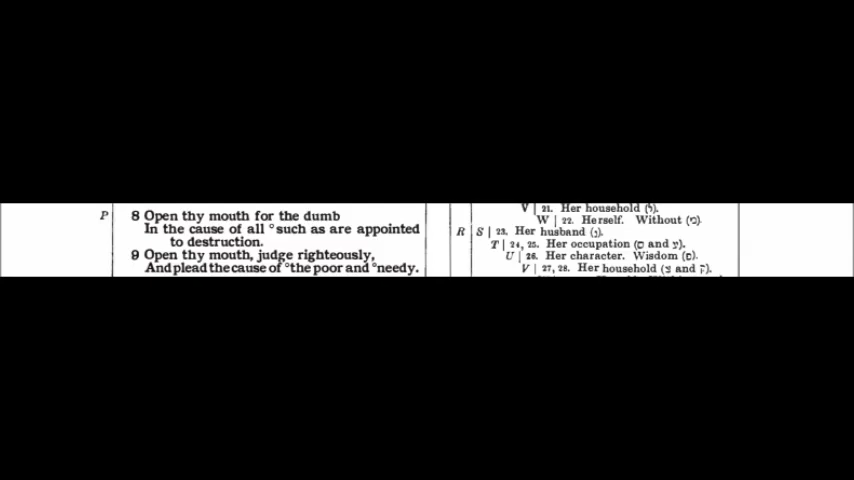 P 8 Open thy mouth for the dumb
In the cause of all °such as are appointed
to destruction.
9 Open thy mouth, judge righteously,
And plead the cause of °the poor and °needy.
V | 21. Her household (ל).
W | 22. Herself. Without (מ).
R S | 23. Her husband (נ).
T | 24, 25. Her occupation (ס and ע).
U | 26. Her character. Wisdom (פ).
V | 27, 28. Her household (צ and ק).